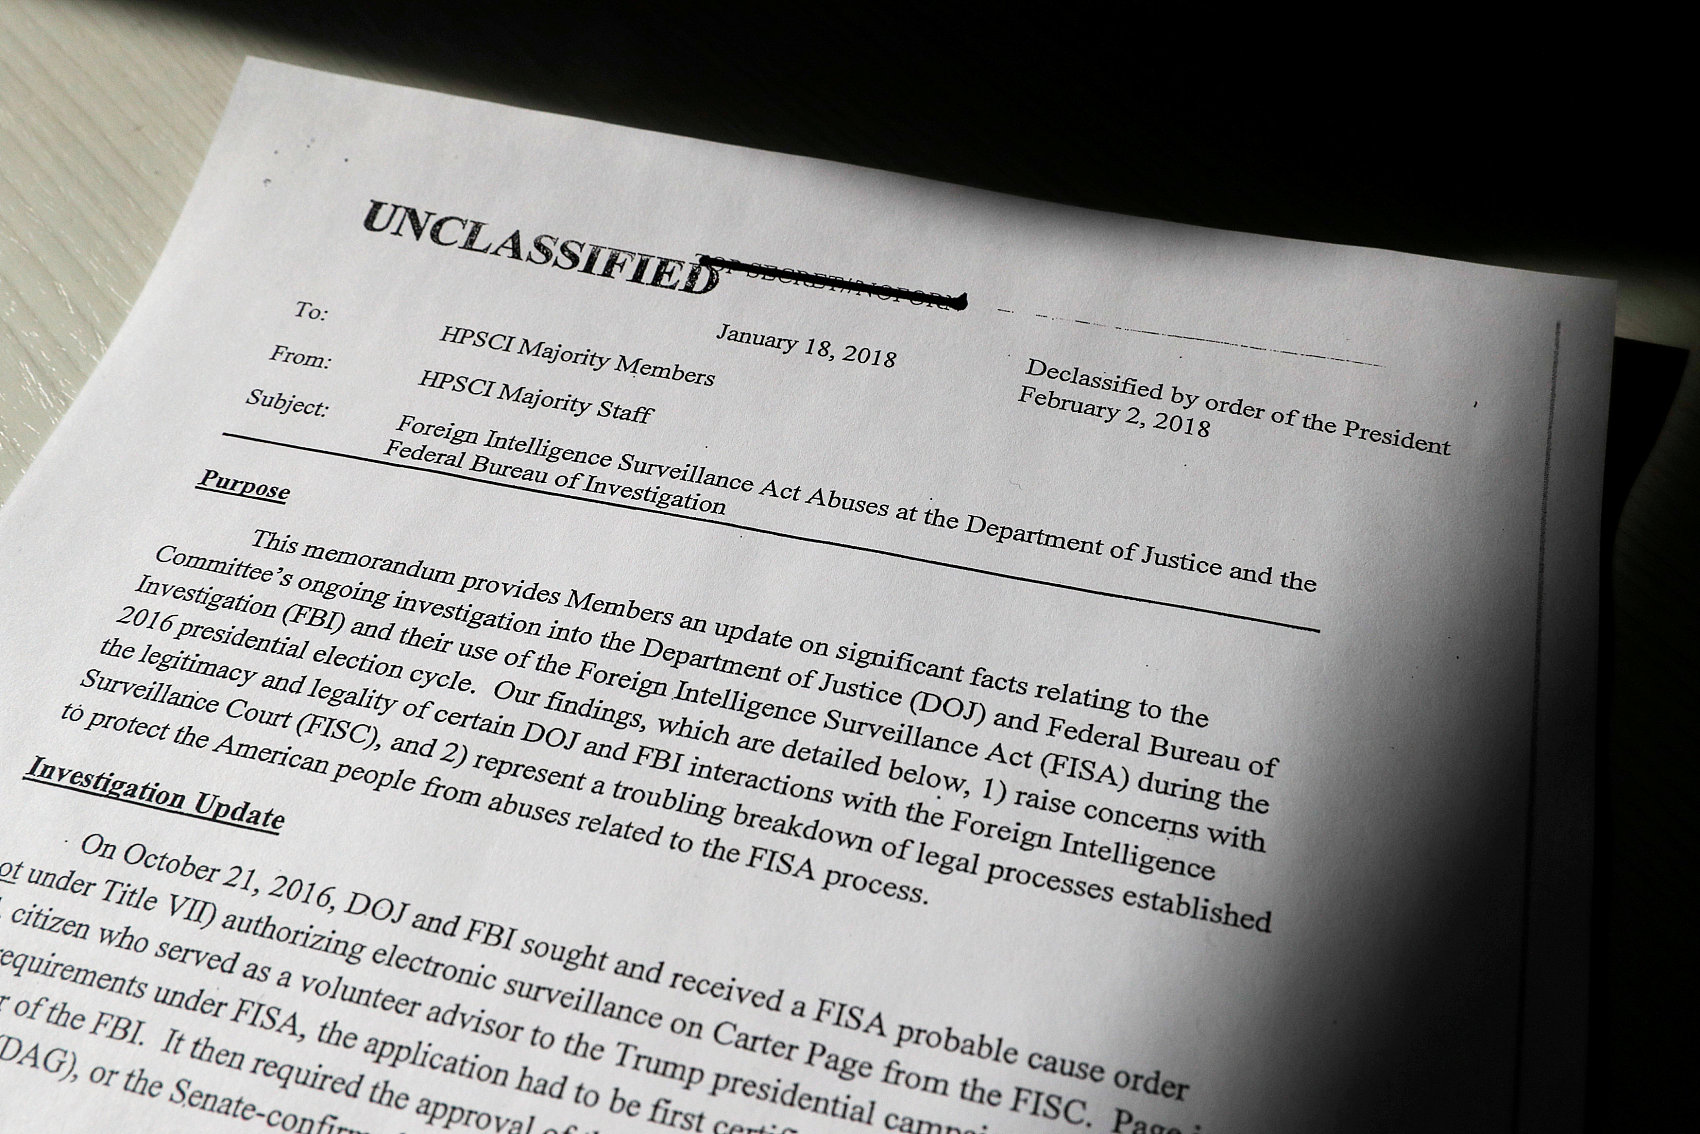 UNCLASSIFIED TOP SECRET//NOFORN
January 18, 2018
To: HPSCI Majority Members
From: HPSCI Majority Staff
Declassified by order of the President
February 2, 2018
Subject: Foreign Intelligence Surveillance Act Abuses at the Department of Justice and the
Federal Bureau of Investigation
Purpose
This memorandum provides Members an update on significant facts relating to the
Committee's ongoing investigation into the Department of Justice (DOJ) and Federal Bureau of
Investigation (FBI) and their use of the Foreign Intelligence Surveillance Act (FISA) during the
2016 presidential election cycle. Our findings, which are detailed below, 1) raise concerns with
the legitimacy and legality of certain DOJ and FBI interactions with the Foreign Intelligence
Surveillance Court (FISC), and 2) represent a troubling breakdown of legal processes established
to protect the American people from abuses related to the FISA process.
Investigation Update
On October 21, 2016, DOJ and FBI sought and received a FISA probable cause order
under Title VII) authorizing electronic surveillance on Carter Page from the FISC. Page
citizen who served as a volunteer advisor to the Trump presidential
requirements under FISA, the application had to be first
of the FBI. It then required the approval of
(DAG), or the